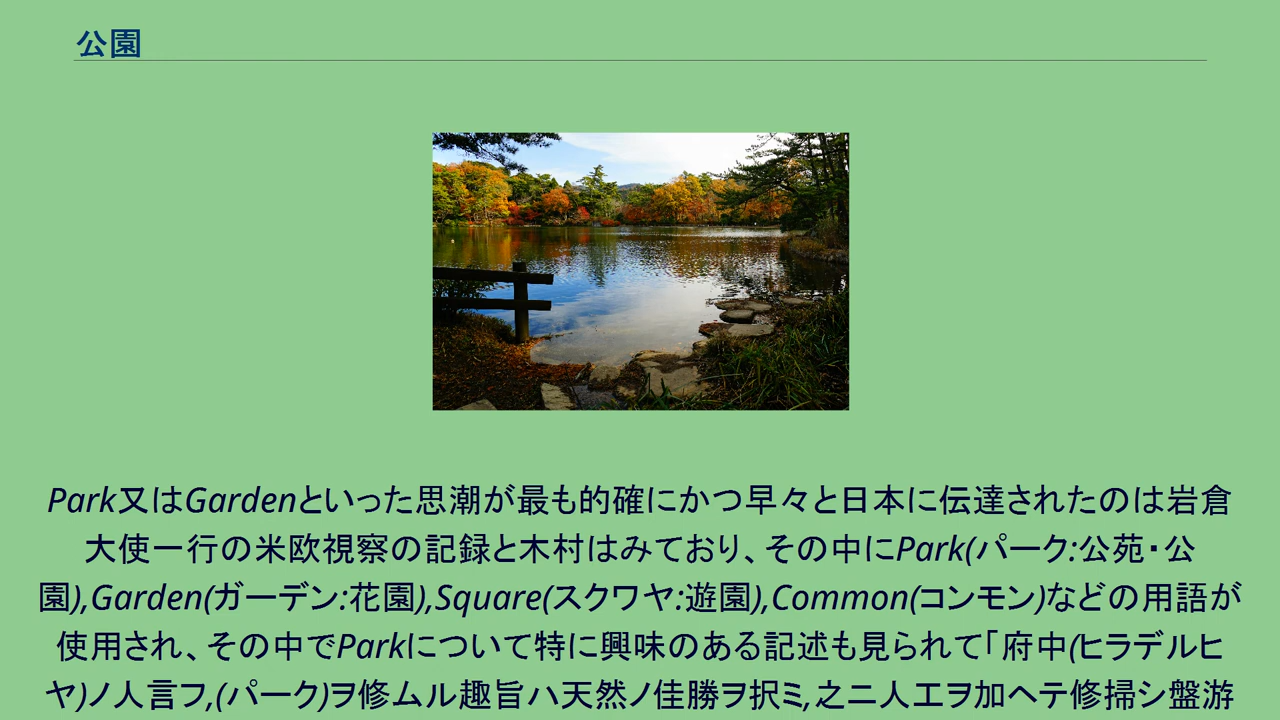 公園
Park又はGardenといった思潮が最も的確にかつ早々と日本に伝達されたのは岩倉
大使一行の米欧視察の記録と木村はみており、その中にPark(パーク:公苑・公
園),Garden(ガーデン:花園),Square(スクワヤ:遊園),Common(コンモン)などの用語が
使用され、その中でParkについて特に興味のある記述も見られて「府中(ヒラデルヒ
ヤ)ノ人言フ,(パーク)ヲ修ムル趣旨ハ天然ノ佳勝ヲ択ミ,之ニ人工ヲ加ヘテ修掃シ盤游